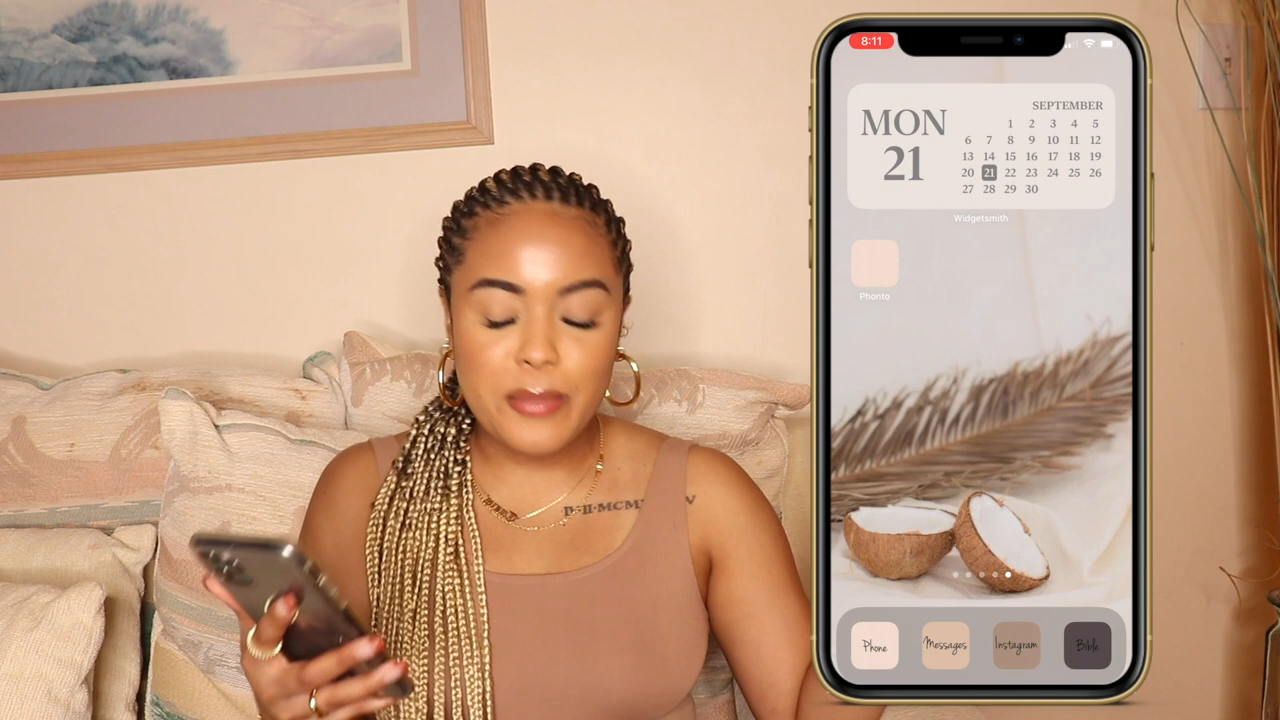 8:11
MON
21
SEPTEMBER
1 2 3 4 5
6 7 8 9 10 11 12
13 14 15 16 17 18 19
20 21 22 23 24 25 26
27 28 29 30
Widgetsmith
Phonto
Phone
Messages
Instagram
Bible